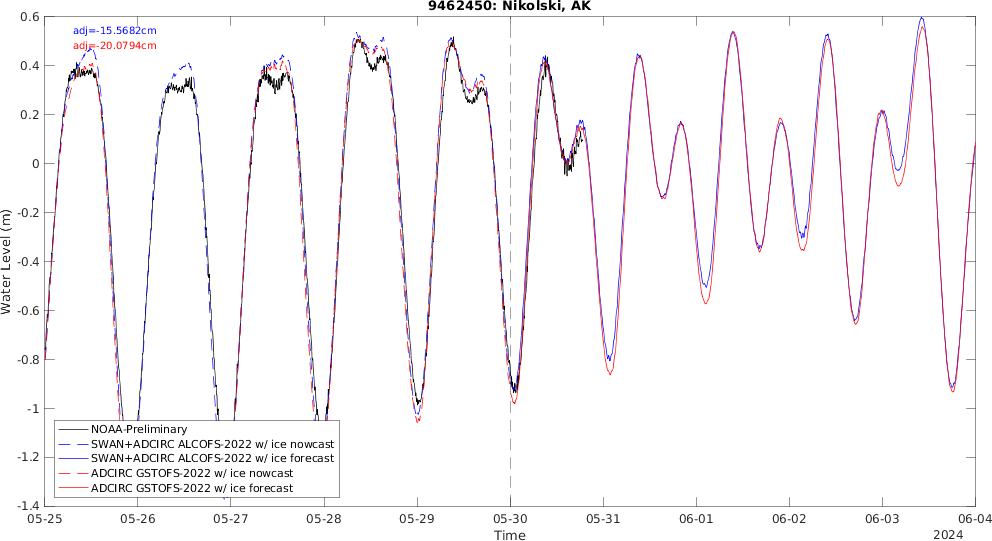 9462450: Nikolski, AK
adj=-15.5682cm
adj=-20.0794cm
0.6
0.4
0.2
0
-0.2
-0.4
-0.6
-0.8
-1
-1.2
-1.4
Water Level (m)
NOAA-Preliminary
SWAN+ADCIRC ALCOFS-2022 w/ ice nowcast
SWAN+ADCIRC ALCOFS-2022 w/ ice forecast
ADCIRC GSTOFS-2022 w/ ice nowcast
ADCIRC GSTOFS-2022 w/ ice forecast
05-25 05-26 05-27 05-28 05-29 05-30 05-31 06-01 06-02 06-03 06-04
Time
2024